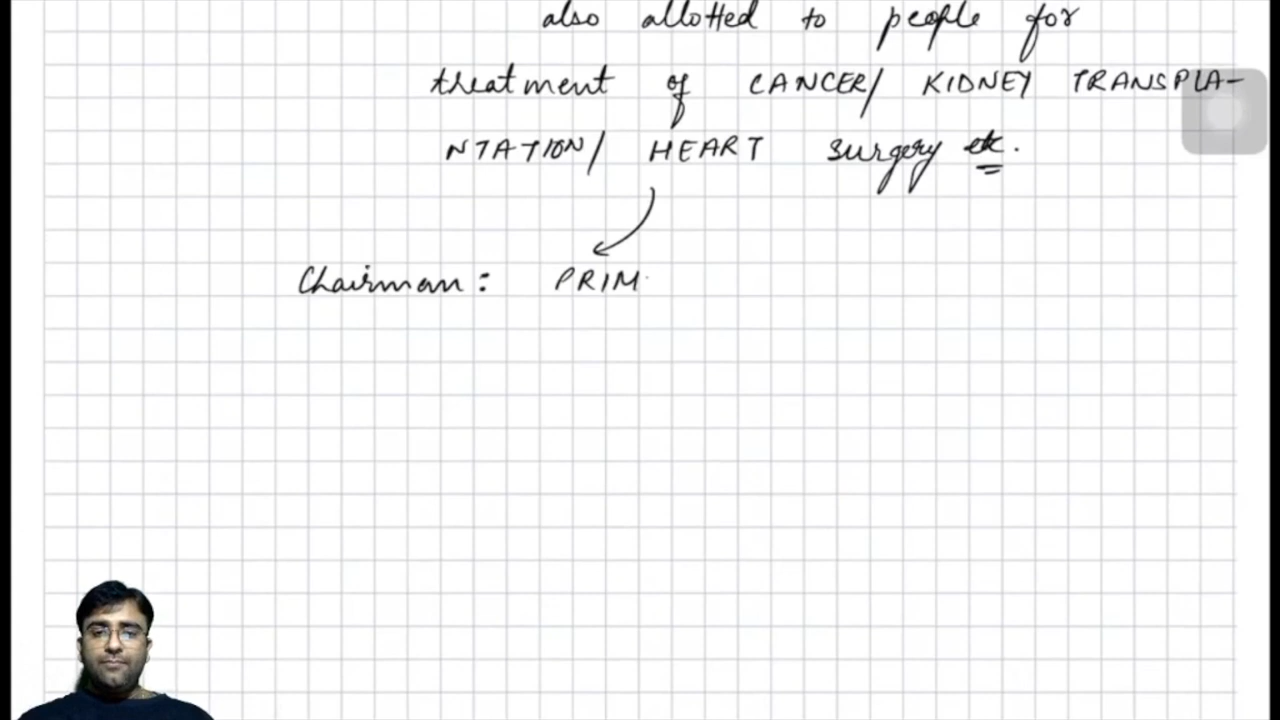 also allotted to people for
treatment of CANCER/ KIDNEY TRANSPLA-
NTATION/ HEART surgery etc.
Chairman: PRIM